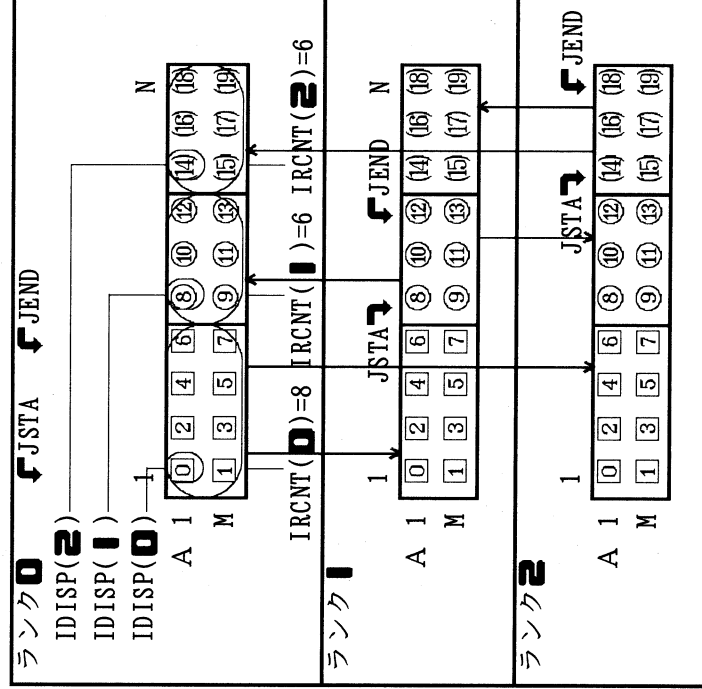 ランク0
JSTA JEND
IDISP(2)
IDISP(1)
IDISP(0)
1 N
A 1 0 2 4 6 8 10 12 (14) (16) (18)
M 1 3 5 7 9 11 13 (15) (17) (19)
IRCNT(0)=8 IRCNT(1)=6 IRCNT(2)=6
ランク1
JSTA JEND
1 N
A 1 0 2 4 6 8 10 12 (14) (16) (18)
M 1 3 5 7 9 11 13 (15) (17) (19)
ランク2
JSTA JEND
1
A 1 0 2 4 6 8 10 12 (14) (16) (18)
M 1 3 5 7 9 11 13 (15) (17) (19)